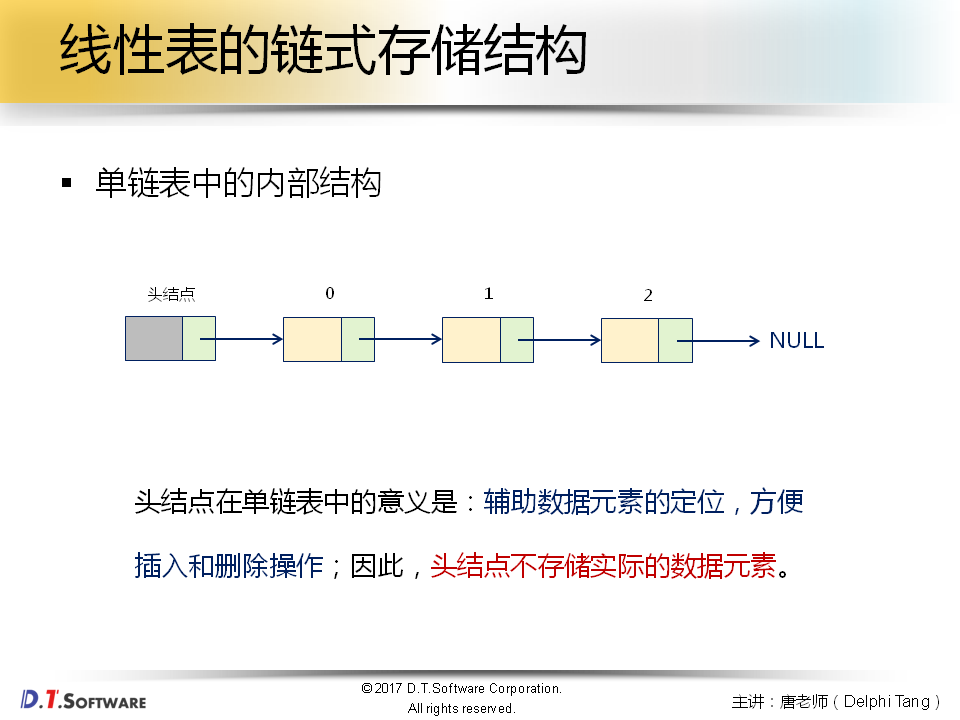 线性表的链式存储结构
▪ 单链表中的内部结构
头结点 0 1 2
NULL
头结点在单链表中的意义是：辅助数据元素的定位，方便
插入和删除操作；因此，头结点不存储实际的数据元素。
D.T.SOFTWARE
©2017 D.T.Software Corporation.
All rights reserved.
主讲：唐老师（Delphi Tang）